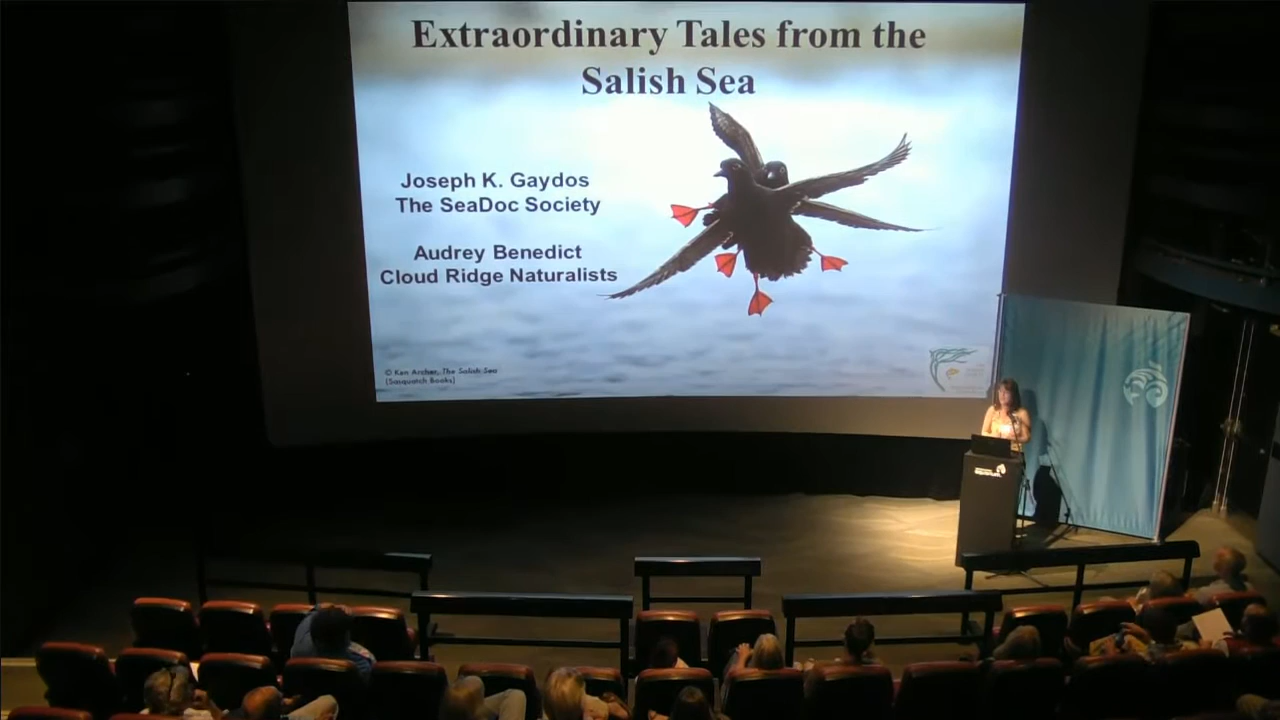 Extraordinary Tales from the
Salish Sea
Joseph K. Gaydos
The SeaDoc Society
Audrey Benedict
Cloud Ridge Naturalists
© Ken Archer, The Salish Sea
(Sasquatch Books)